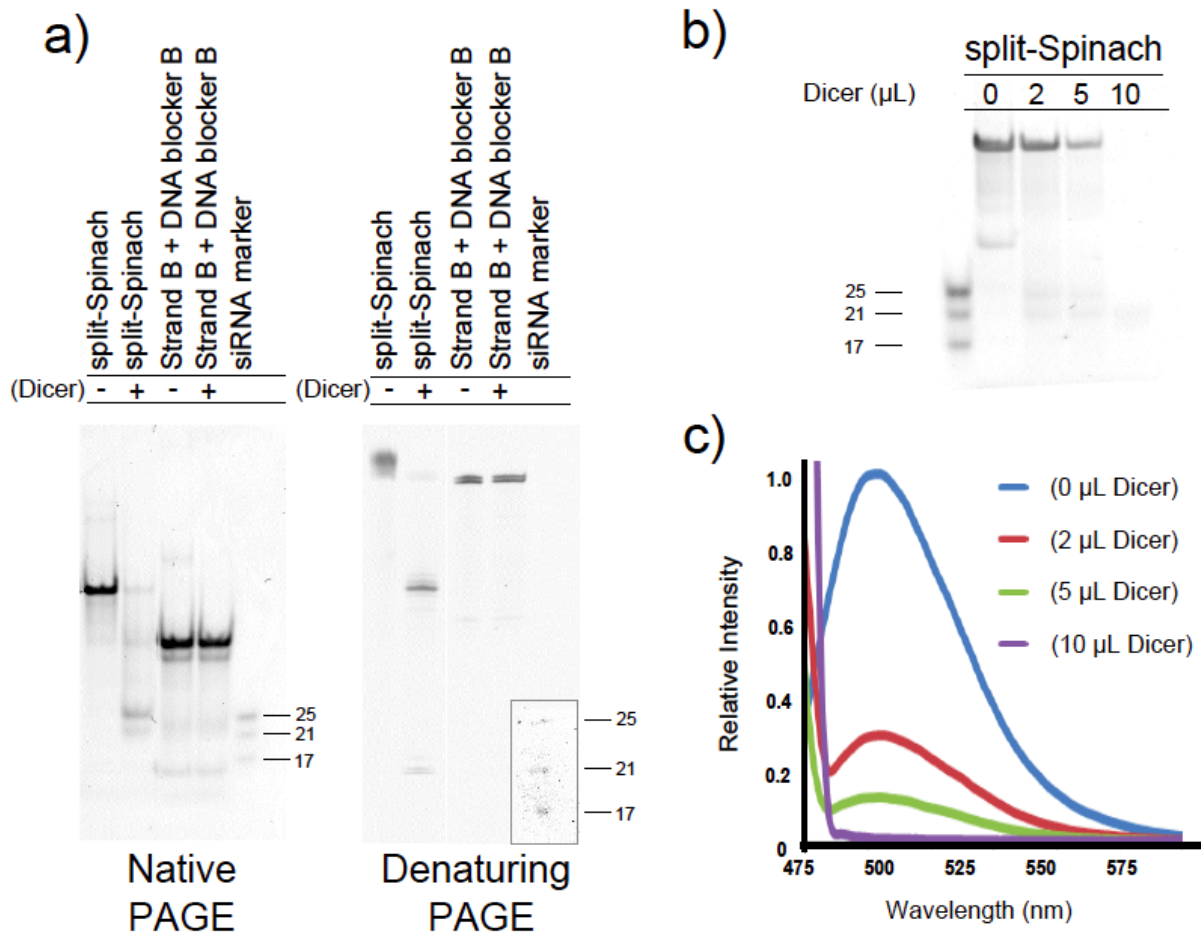 a)
split-Spinach
split-Spinach
Strand B + DNA blocker B
Strand B + DNA blocker B
siRNA marker
(Dicer) - + - +
25
21
17
Native
PAGE
split-Spinach
split-Spinach
Strand B + DNA blocker B
Strand B + DNA blocker B
siRNA marker
(Dicer) - + - +
25
21
17
Denaturing
PAGE
b)
split-Spinach
Dicer (µL) 0 2 5 10
25
21
17
c)
Relative Intensity
1.0
0.8
0.6
0.4
0.2
0
475 500 525 550 575
Wavelength (nm)
(0 µL Dicer)
(2 µL Dicer)
(5 µL Dicer)
(10 µL Dicer)